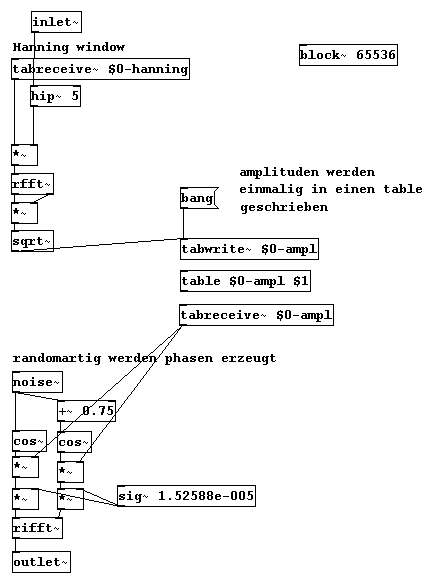 inlet~
Hanning window
block~ 65536
tabreceive~ $0-hanning
hip~ 5
*~
rfft~
amplituden werden
bang
einmalig in einen table
*~
geschrieben
sqrt~
tabwrite~ $0-ampl
table $0-ampl $1
tabreceive~ $0-ampl
randomartig werden phasen erzeugt
noise~
+~ 0.75
cos~
cos~
*~
*~
*~
*~
sig~ 1.52588e-005
rifft~
outlet~